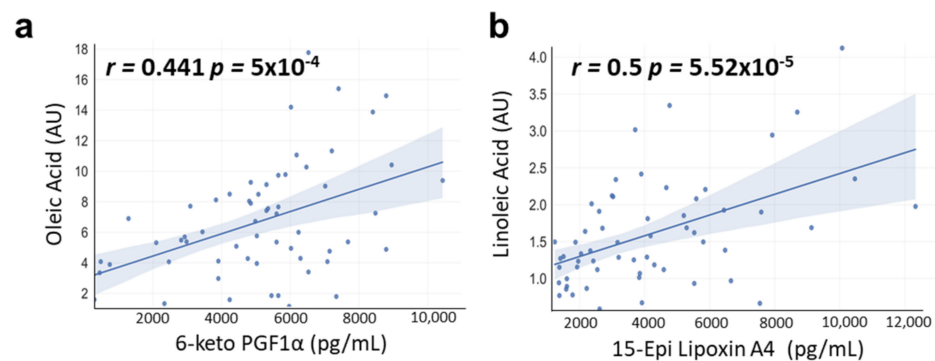 a
r = 0.441 p = 5x10⁻⁴
Oleic Acid (AU)
18
16
14
12
10
8
6
4
2
2000 4000 6000 8000 10,000
6-keto PGF1α (pg/mL)
b
r = 0.5 p = 5.52x10⁻⁵
Linoleic Acid (AU)
4.0
3.5
3.0
2.5
2.0
1.5
1.0
2000 4000 6000 8000 10,000 12,000
15-Epi Lipoxin A4 (pg/mL)